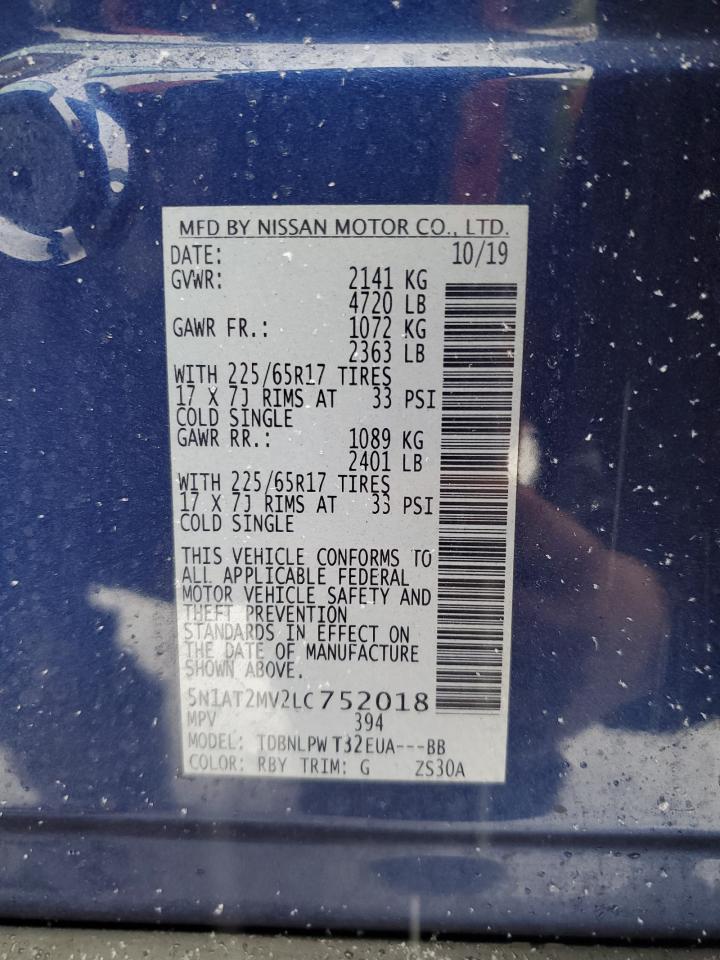 MFD BY NISSAN MOTOR CO., LTD.
DATE: 10/19
GVWR: 2141 KG
4720 LB
GAWR FR.: 1072 KG
2363 LB
WITH 225/65R17 TIRES
17 X 7J RIMS AT 33 PSI
COLD SINGLE
GAWR RR.: 1089 KG
2401 LB
WITH 225/65R17 TIRES
17 X 7J RIMS AT 33 PSI
COLD SINGLE
THIS VEHICLE CONFORMS TO
ALL APPLICABLE FEDERAL
MOTOR VEHICLE SAFETY AND
THEFT PREVENTION
STANDARDS IN EFFECT ON
THE DATE OF MANUFACTURE
SHOWN ABOVE.
5N1AT2MV2LC752018
MPV 394
MODEL: TDBNLPW T32EUA---BB
COLOR: RBY TRIM: G ZS30A